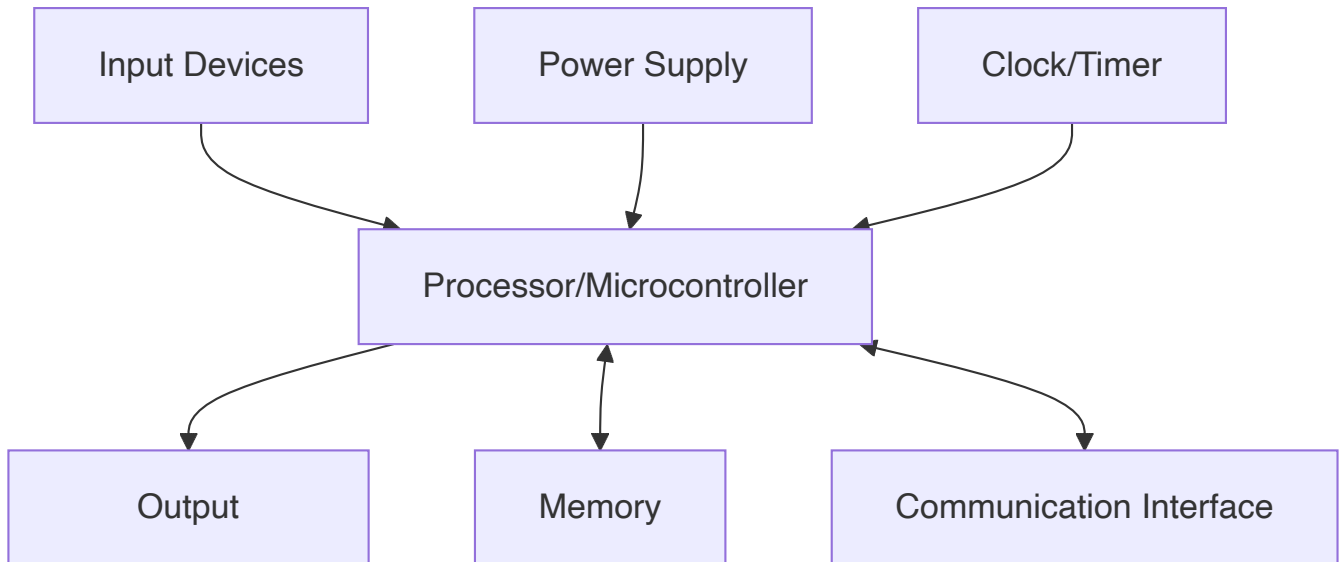 Input Devices
Power Supply
Clock/Timer
Processor/Microcontroller
Output
Memory
Communication Interface